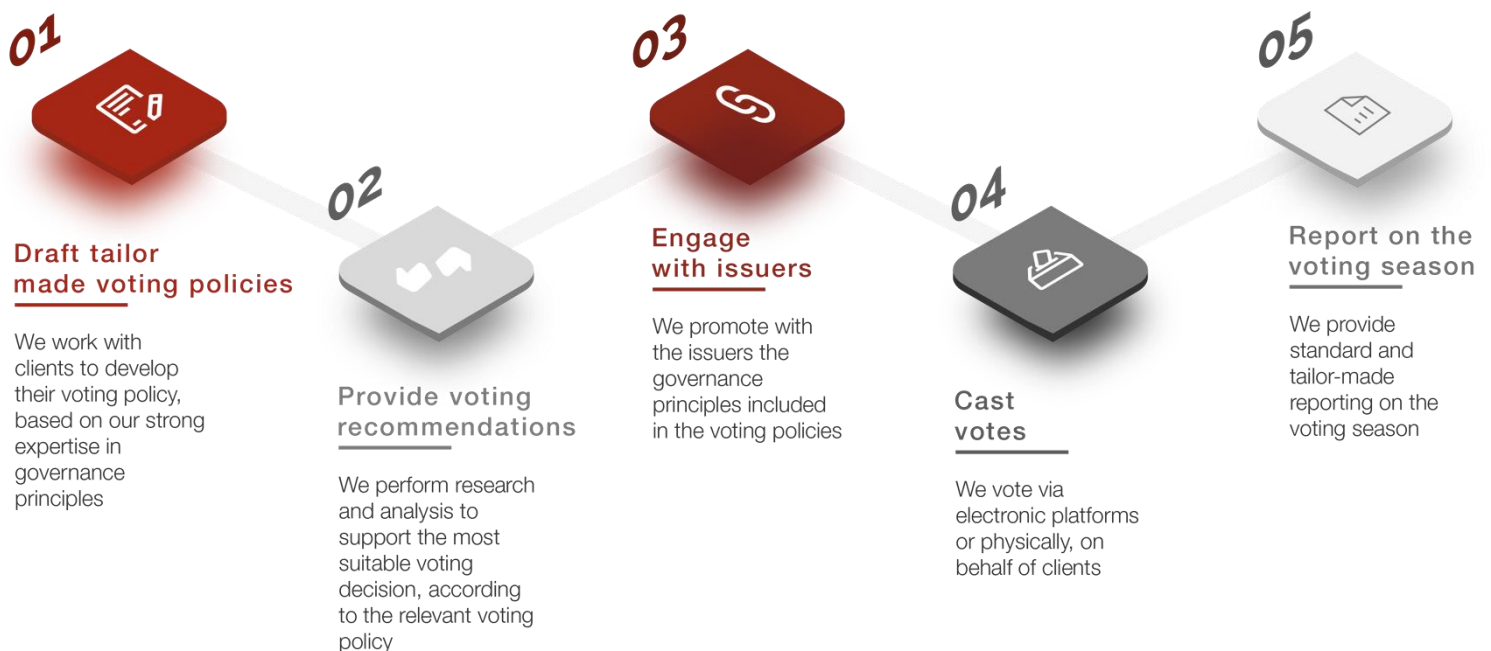 01
Draft tailor
made voting policies
We work with
clients to develop
their voting policy,
based on our strong
expertise in
governance
principles
02
Provide voting
recommendations
We perform research
and analysis to
support the most
suitable voting
decision, according
to the relevant voting
policy
03
Engage
with issuers
We promote with
the issuers the
governance
principles included
in the voting policies
04
Cast
votes
We vote via
electronic platforms
or physically, on
behalf of clients
05
Report on the
voting season
We provide
standard and
tailor-made
reporting on the
voting season